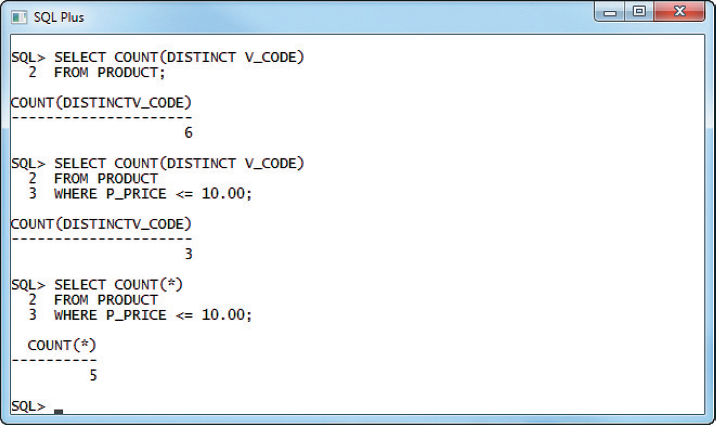 SQL Plus
SQL> SELECT COUNT(DISTINCT V_CODE)
  2  FROM PRODUCT;
COUNT(DISTINCTV_CODE)
---------------------
                    6
SQL> SELECT COUNT(DISTINCT V_CODE)
  2  FROM PRODUCT
  3  WHERE P_PRICE <= 10.00;
COUNT(DISTINCTV_CODE)
---------------------
                    3
SQL> SELECT COUNT(*)
  2  FROM PRODUCT
  3  WHERE P_PRICE <= 10.00;
  COUNT(*)
----------
         5
SQL>